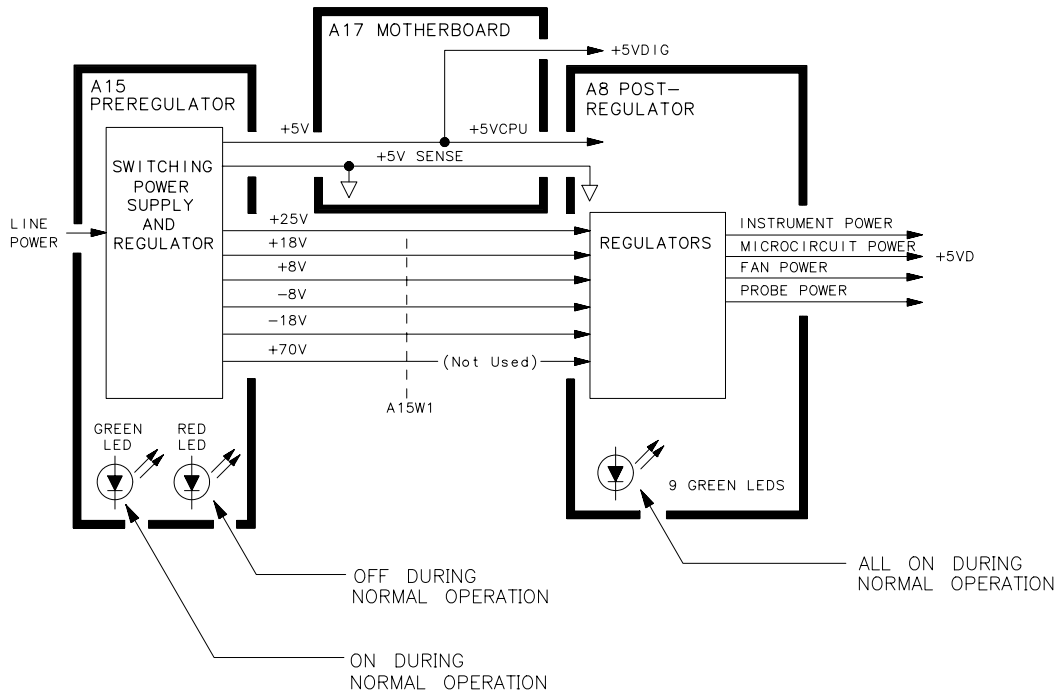 A17 MOTHERBOARD
+5VDIG
A15
PREREGULATOR
A8 POST-
REGULATOR
+5V
+5VCPU
+5V SENSE
SWITCHING
POWER
SUPPLY
AND
REGULATOR
LINE
POWER
+25V
+18V
+8V
-8V
-18V
+70V
(Not Used)
A15W1
REGULATORS
INSTRUMENT POWER
MICROCIRCUIT POWER
+5VD
FAN POWER
PROBE POWER
GREEN
LED
RED
LED
9 GREEN LEDS
OFF DURING
NORMAL OPERATION
ALL ON DURING
NORMAL OPERATION
ON DURING
NORMAL OPERATION